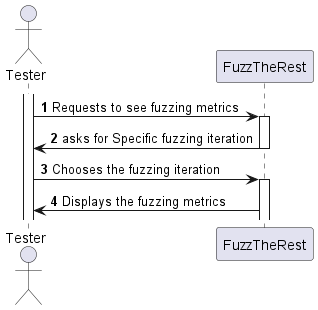 Tester
FuzzTheRest
1 Requests to see fuzzing metrics
2 asks for Specific fuzzing iteration
3 Chooses the fuzzing iteration
4 Displays the fuzzing metrics
Tester
FuzzTheRest